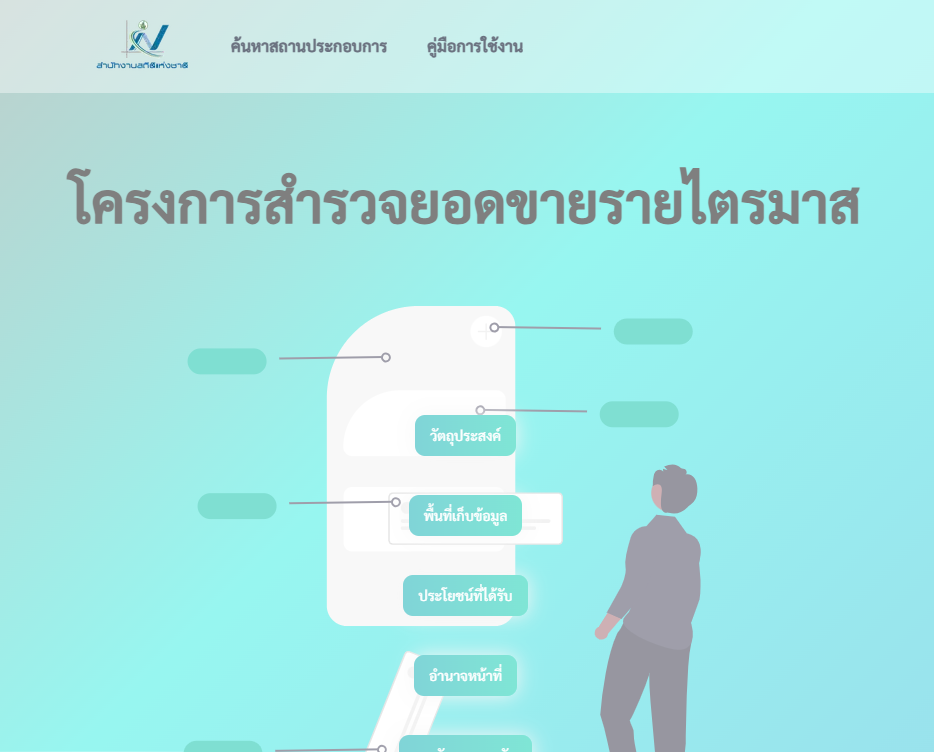 สำนักงานสถิติแห่งชาติ
ค้นหาสถานประกอบการ
คู่มือการใช้งาน
โครงการสำรวจยอดขายรายไตรมาส
วัตถุประสงค์
พื้นที่เก็บข้อมูล
ประโยชน์ที่ได้รับ
อำนาจหน้าที่